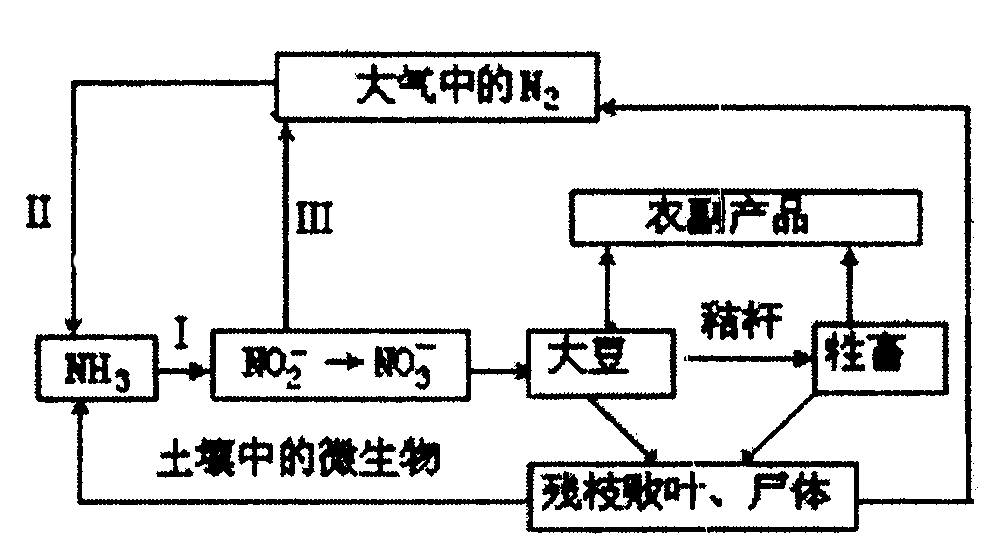 大气中的N₂
II
III
农副产品
秸杆
I
NH₃
NO₂⁻ → NO₃⁻
大豆
牲畜
土壤中的微生物
残枝败叶、尸体